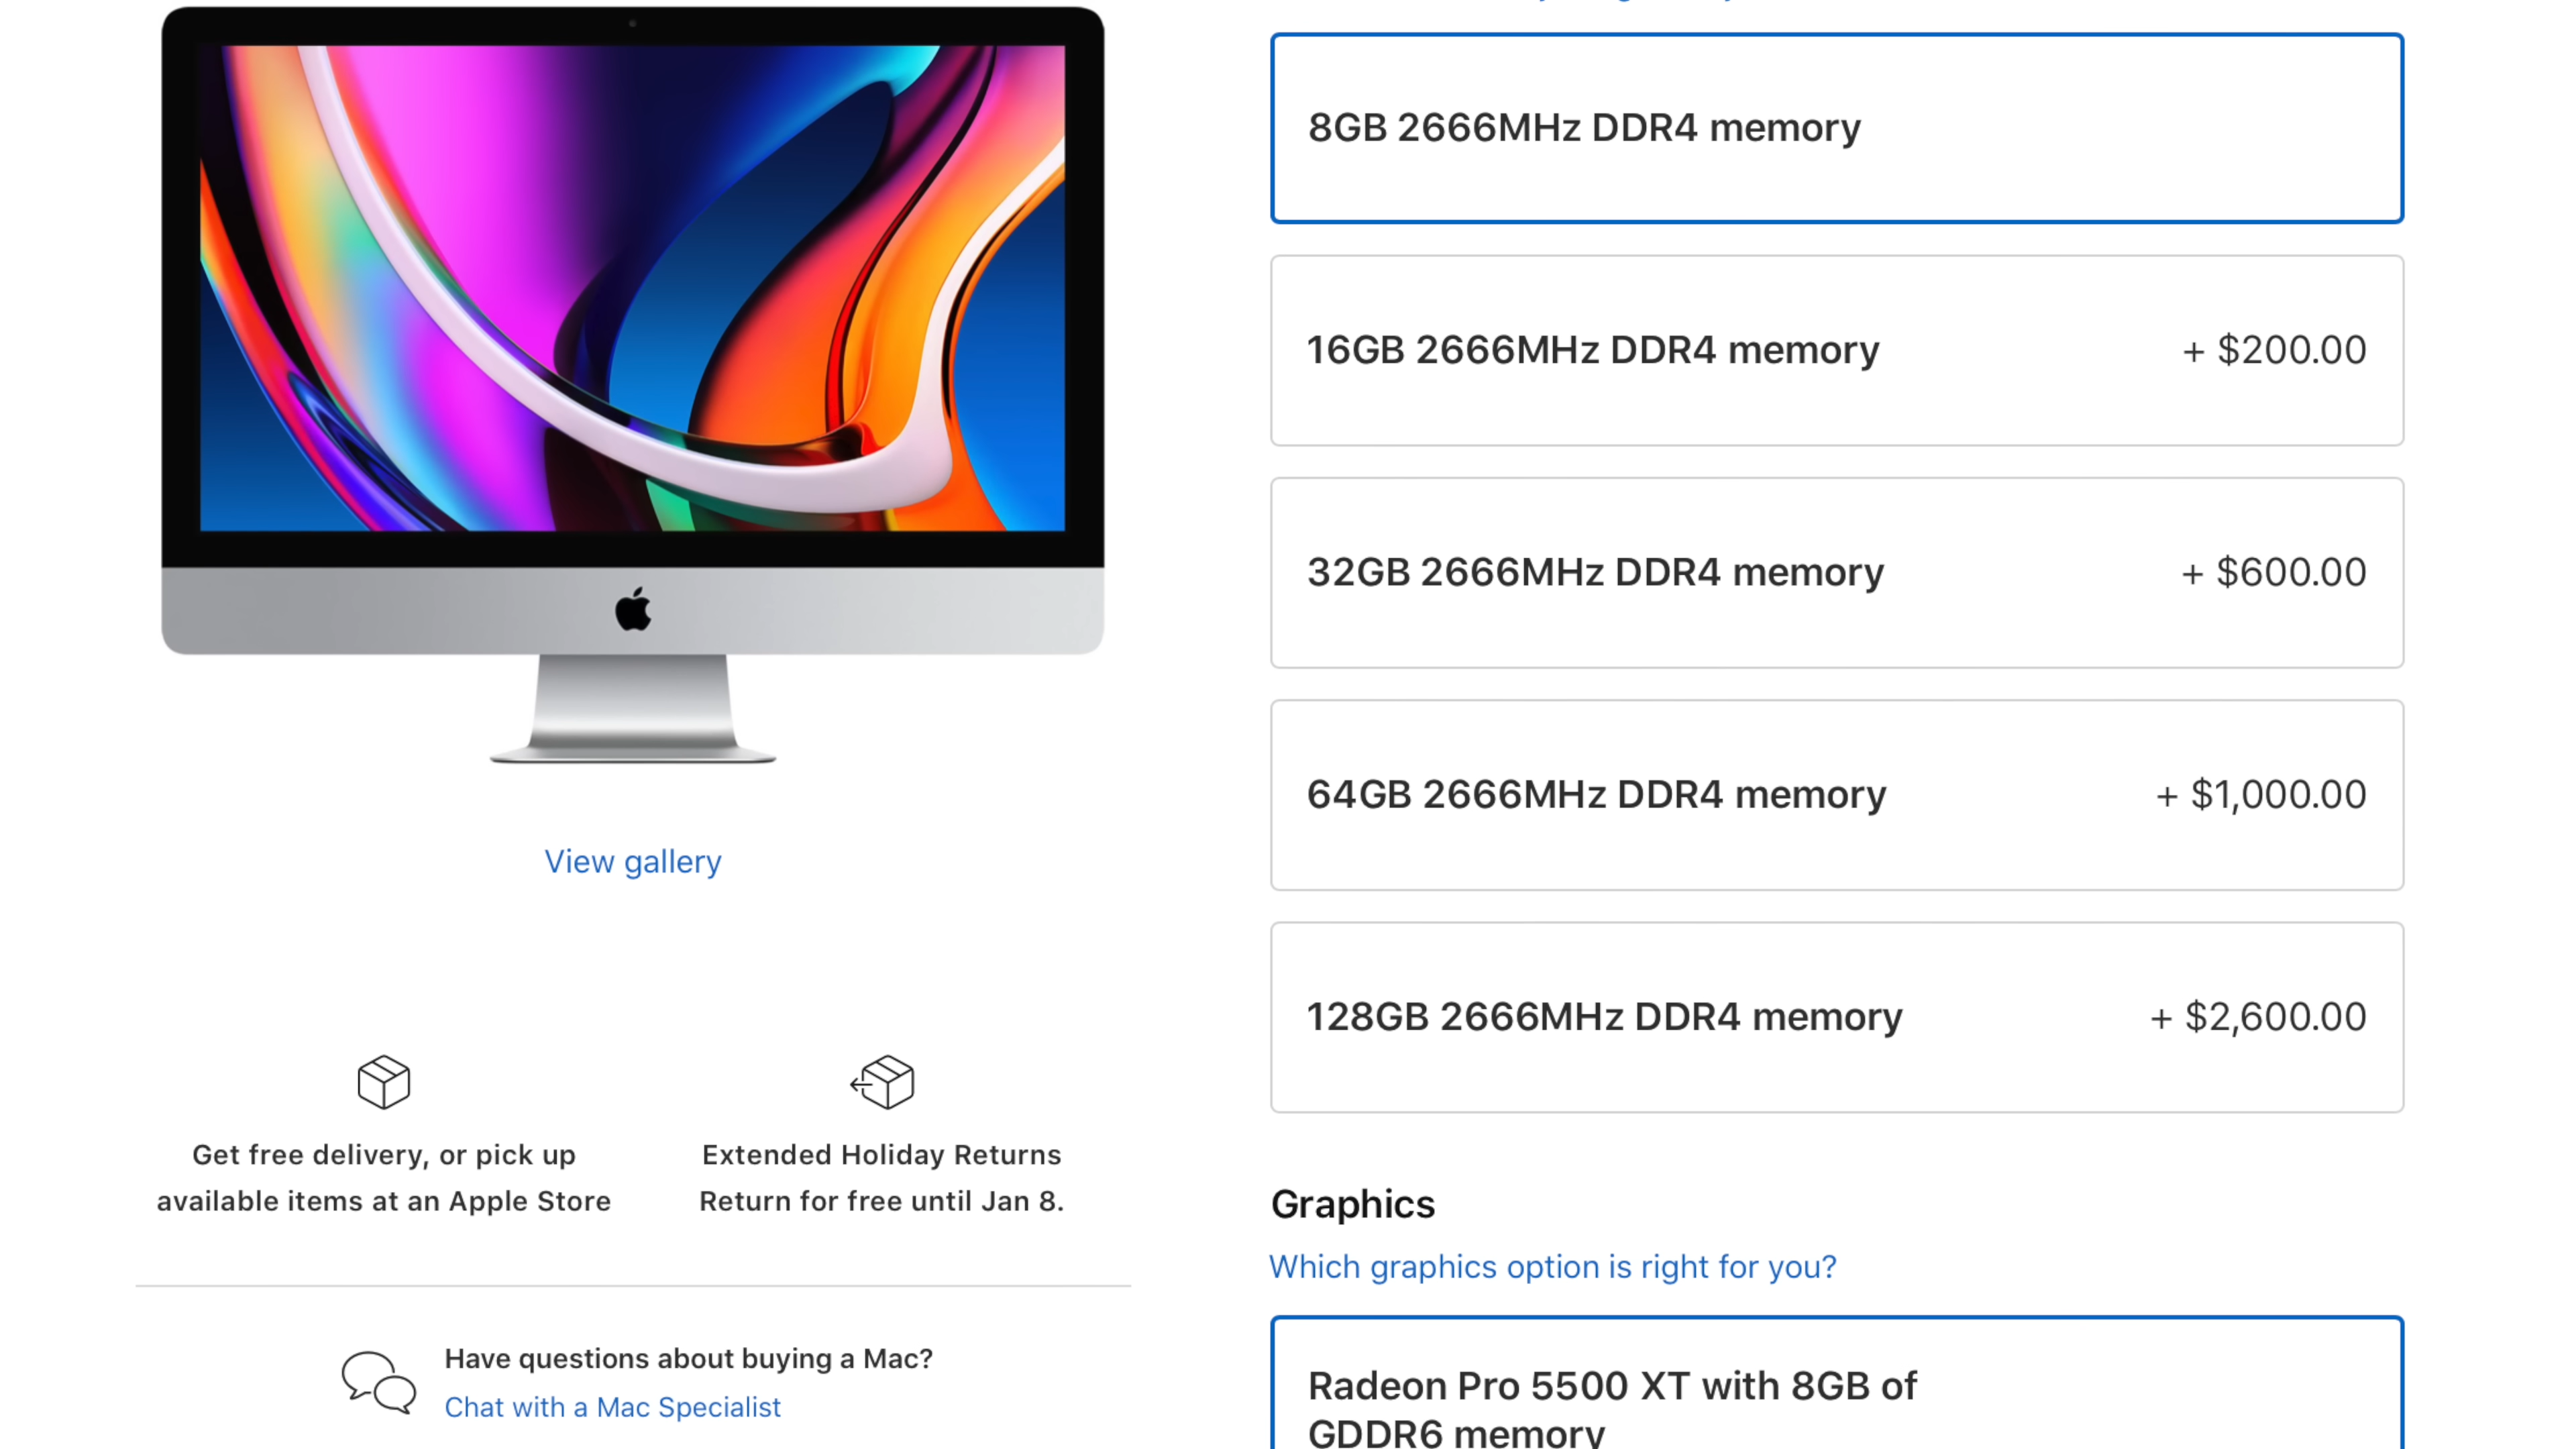 8GB 2666MHz DDR4 memory
16GB 2666MHz DDR4 memory + $200.00
32GB 2666MHz DDR4 memory + $600.00
64GB 2666MHz DDR4 memory + $1,000.00
128GB 2666MHz DDR4 memory + $2,600.00
Graphics
Which graphics option is right for you?
Radeon Pro 5500 XT with 8GB of
GDDR6 memory
View gallery
Get free delivery, or pick up
available items at an Apple Store
Extended Holiday Returns
Return for free until Jan 8.
Have questions about buying a Mac?
Chat with a Mac Specialist